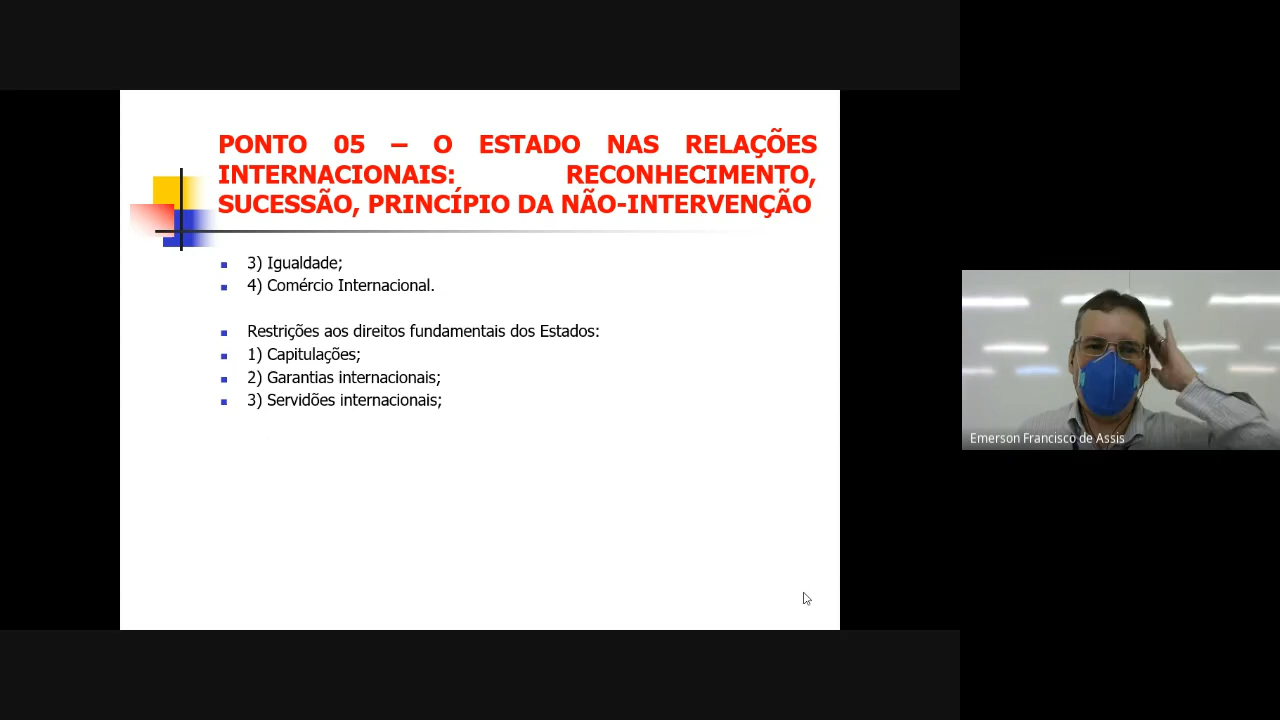 PONTO 05 – O ESTADO NAS RELAÇÕES
INTERNACIONAIS: RECONHECIMENTO,
SUCESSÃO, PRINCÍPIO DA NÃO-INTERVENÇÃO
3) Igualdade;
4) Comércio Internacional.
Restrições aos direitos fundamentais dos Estados:
1) Capitulações;
2) Garantias internacionais;
3) Servidões internacionais;
Emerson Francisco de Assis